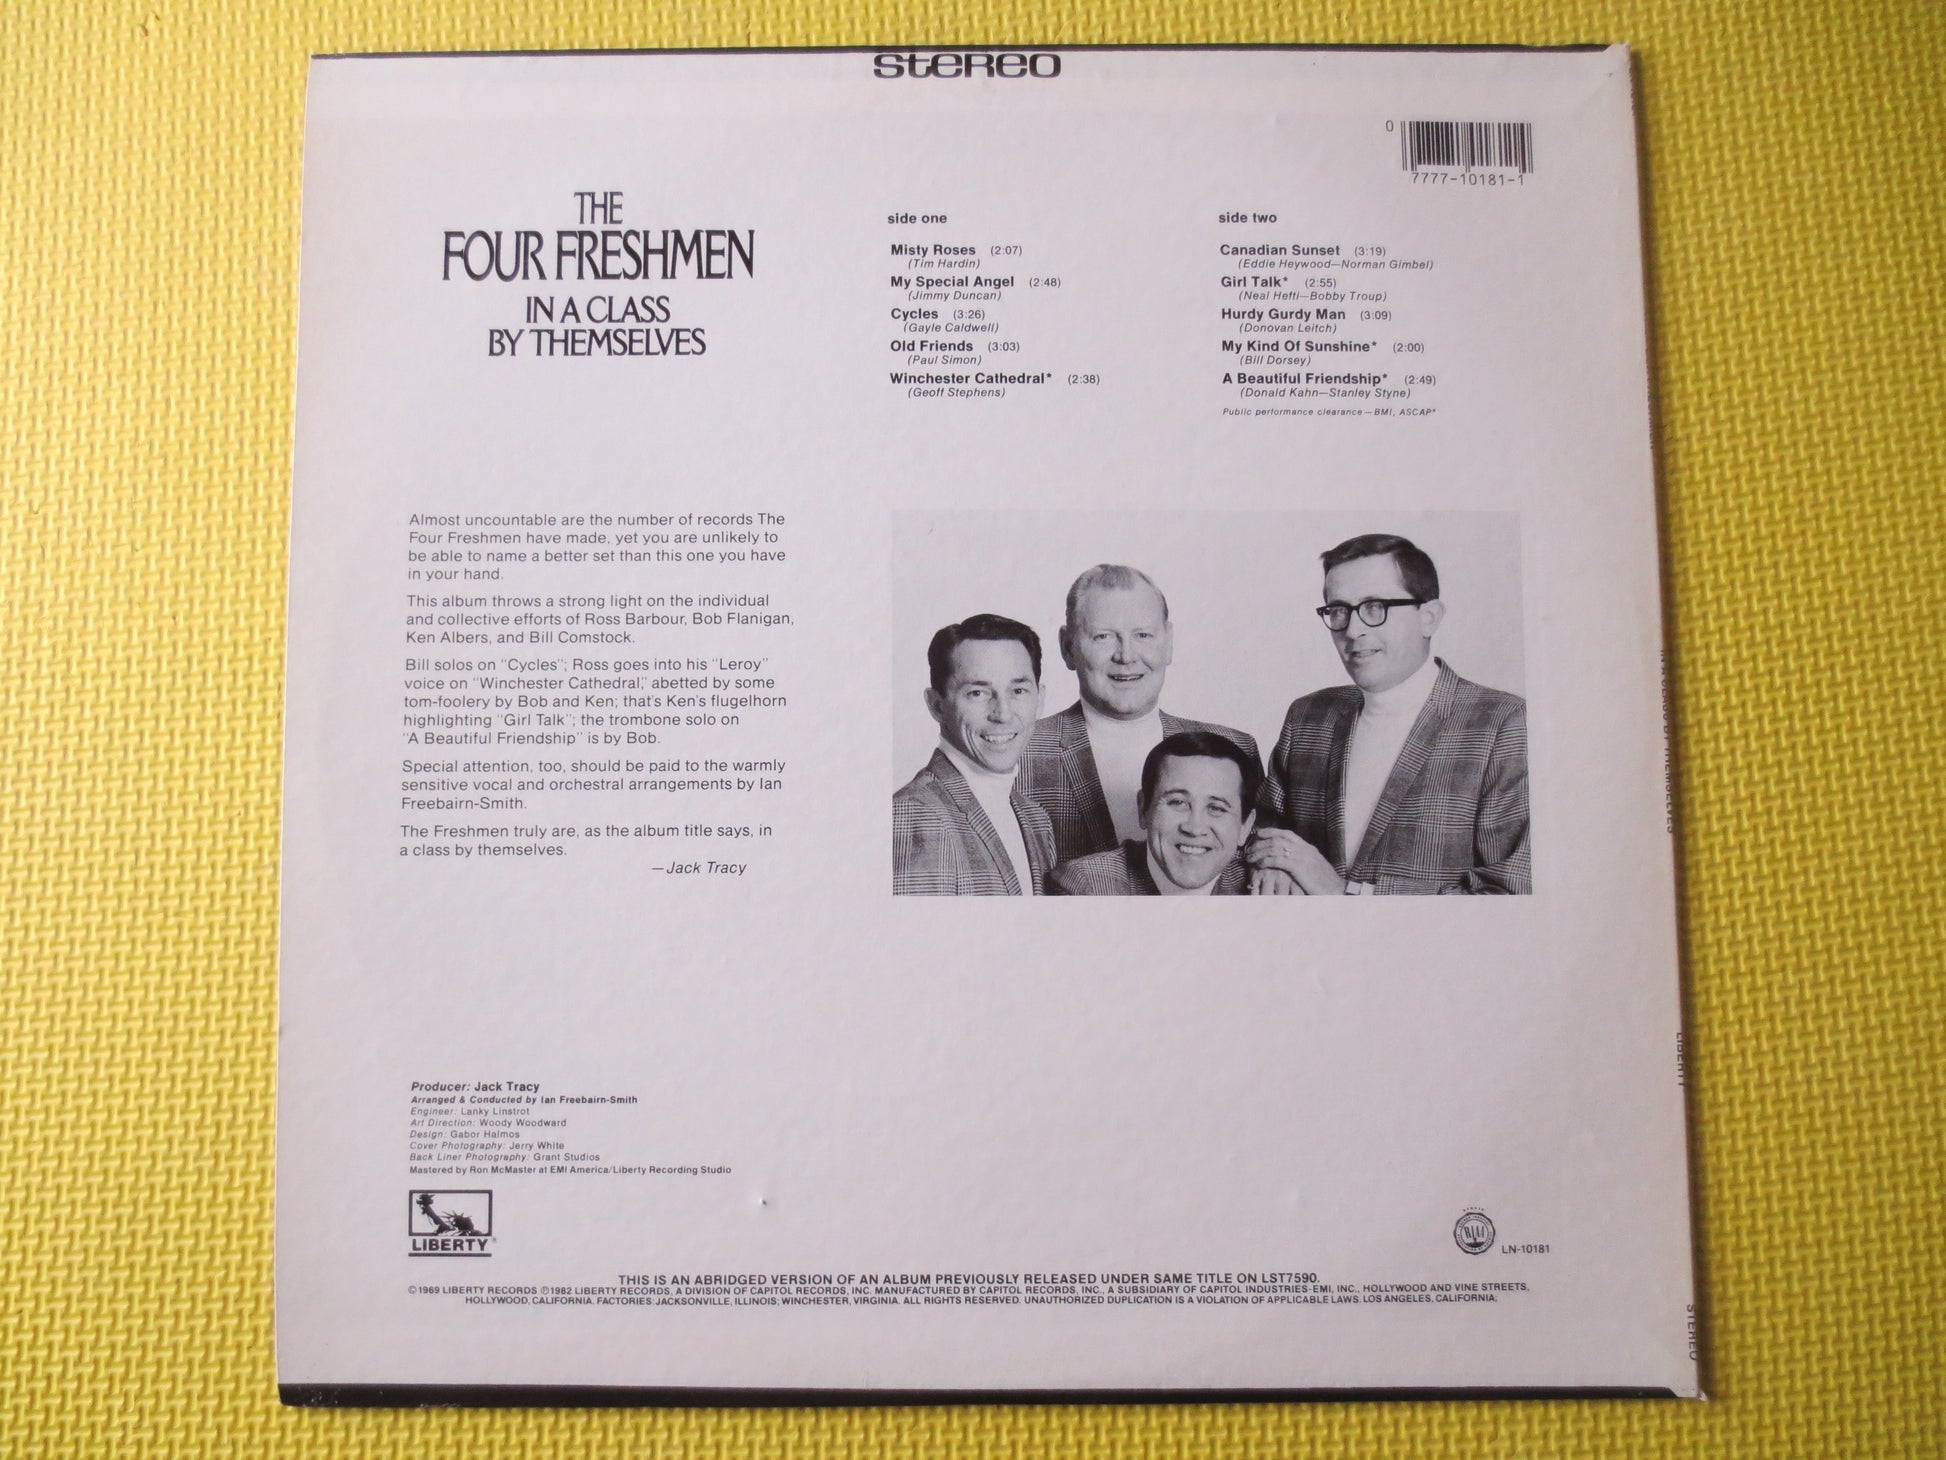 STEREO
0
7777-10181-1
THE
FOUR FRESHMEN
IN A CLASS
BY THEMSELVES
side one
Misty Roses (2:07)
(Tim Hardin)
My Special Angel (2:48)
(Jimmy Duncan)
Cycles (3:26)
(Gayle Caldwell)
Old Friends (3:03)
(Paul Simon)
Winchester Cathedral* (2:38)
(Geoff Stephens)
side two
Canadian Sunset (3:19)
(Eddie Heywood—Norman Gimbel)
Girl Talk* (2:55)
(Neal Hefti—Bobby Troup)
Hurdy Gurdy Man (3:09)
(Donovan Leitch)
My Kind Of Sunshine* (2:00)
(Bill Dorsey)
A Beautiful Friendship* (2:49)
(Donald Kahn—Stanley Styne)
Public performance clearance—BMI, ASCAP*
Almost uncountable are the number of records The
Four Freshmen have made, yet you are unlikely to
be able to name a better set than this one you have
in your hand.
This album throws a strong light on the individual
and collective efforts of Ross Barbour, Bob Flanigan,
Ken Albers, and Bill Comstock.
Bill solos on "Cycles"; Ross goes into his "Leroy"
voice on "Winchester Cathedral," abetted by some
tom-foolery by Bob and Ken; that's Ken's flugelhorn
highlighting "Girl Talk"; the trombone solo on
"A Beautiful Friendship" is by Bob.
Special attention, too, should be paid to the warmly
sensitive vocal and orchestral arrangements by Ian
Freebairn-Smith.
The Freshmen truly are, as the album title says, in
a class by themselves.
—Jack Tracy
Producer: Jack Tracy
Arranged & Conducted by Ian Freebairn-Smith
Engineer: Lanky Linstrot
Art Direction: Woody Woodward
Design: Gabor Halmos
Cover Photography: Jerry White
Back Liner Photography: Grant Studios
Mastered by Ron McMaster at EMI America/Liberty Recording Studio
LIBERTY®
RIAA
LN-10181
THIS IS AN ABRIDGED VERSION OF AN ALBUM PREVIOUSLY RELEASED UNDER SAME TITLE ON LST7590.
©1969 LIBERTY RECORDS ℗1982 LIBERTY RECORDS, A DIVISION OF CAPITOL RECORDS, INC. MANUFACTURED BY CAPITOL RECORDS, INC., A SUBSIDIARY OF CAPITOL INDUSTRIES-EMI, INC., HOLLYWOOD AND VINE STREETS,
HOLLYWOOD, CALIFORNIA. FACTORIES: JACKSONVILLE, ILLINOIS; WINCHESTER, VIRGINIA. ALL RIGHTS RESERVED. UNAUTHORIZED DUPLICATION IS A VIOLATION OF APPLICABLE LAWS. LOS ANGELES, CALIFORNIA;
IN A CLASS BY THEMSELVES
LIBERTY
STEREO